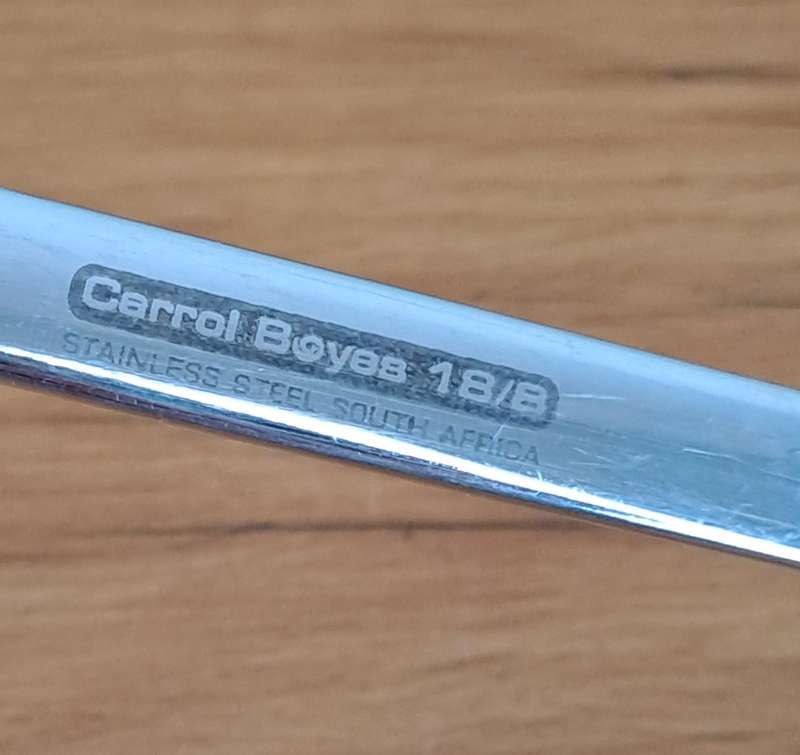 Carrol Boyes 18/8
STAINLESS STEEL SOUTH AFRICA